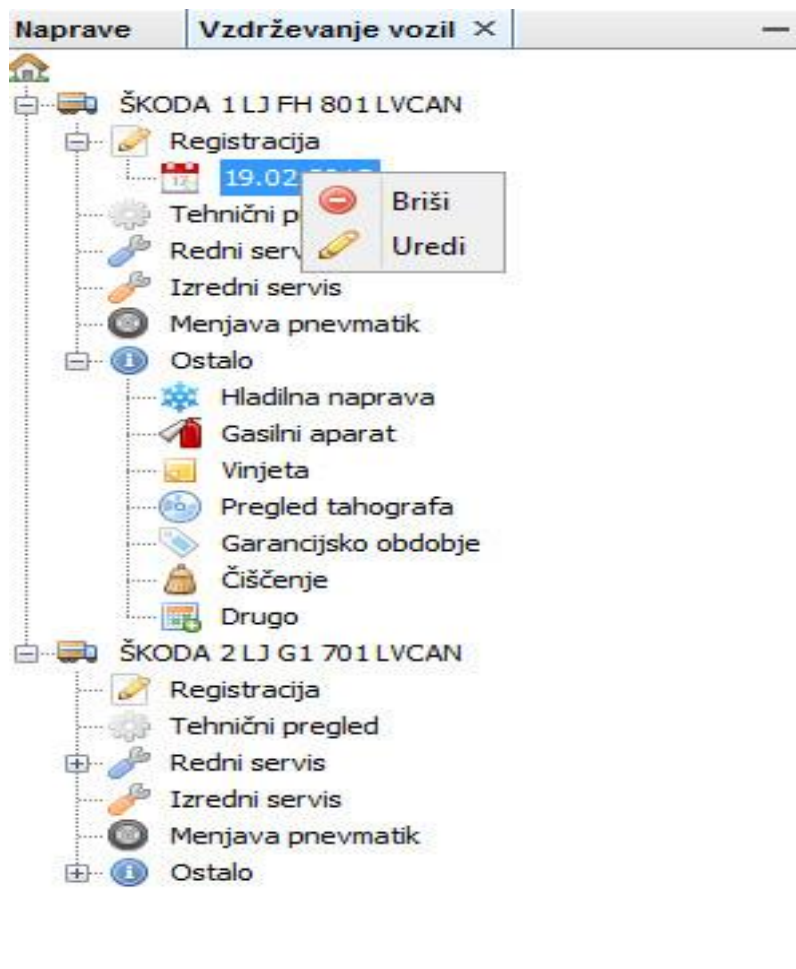 Naprave
Vzdrževanje vozil
ŠKODA 1 LJ FH 801 LVCAN
Registracija
19.02
Briši
Tehnični p
Redni serv
Uredi
Izredni servis
Menjava pnevmatik
Ostalo
Hladilna naprava
Gasilni aparat
Vinjeta
Pregled tahografa
Garancijsko obdobje
Čiščenje
Drugo
ŠKODA 2 LJ G1 701 LVCAN
Registracija
Tehnični pregled
Redni servis
Izredni servis
Menjava pnevmatik
Ostalo